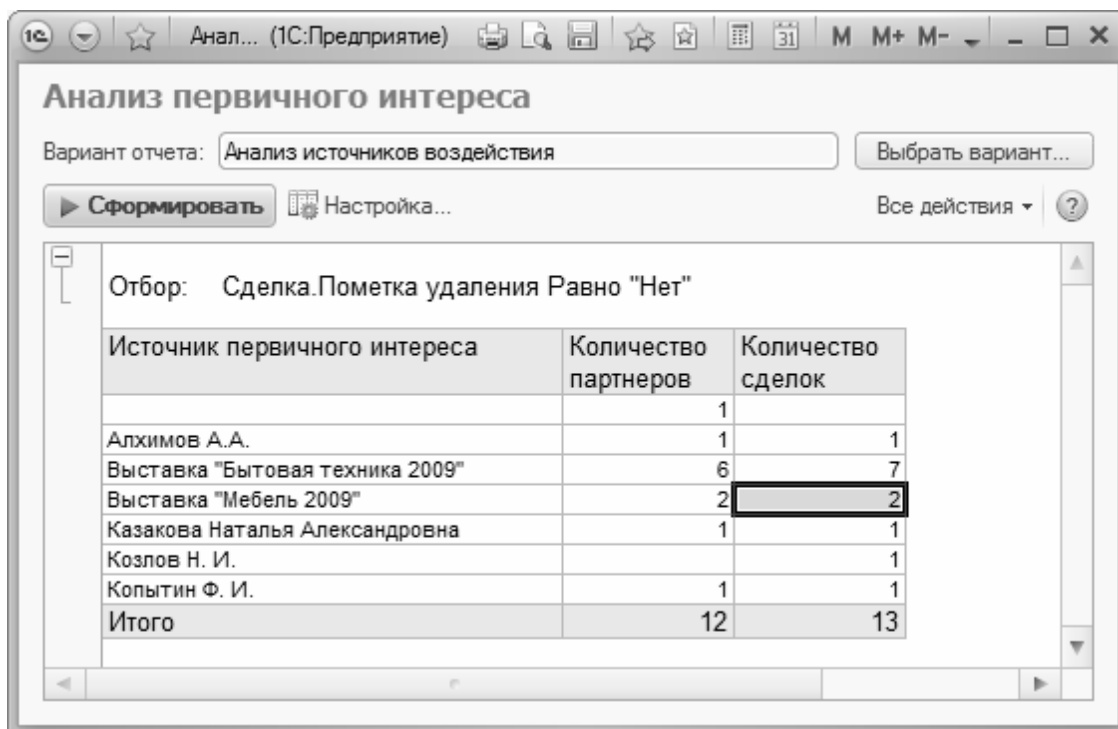 1С Анал... (1С:Предприятие) 31 M M+ M-
Анализ первичного интереса
Вариант отчета: Анализ источников воздействия Выбрать вариант...
Сформировать Настройка... Все действия ?
Отбор: Сделка.Пометка удаления Равно "Нет"
Источник первичного интереса Количество партнеров Количество сделок
1
Алхимов А.А. 1 1
Выставка "Бытовая техника 2009" 6 7
Выставка "Мебель 2009" 2 2
Казакова Наталья Александровна 1 1
Козлов Н. И. 1
Копытин Ф. И. 1 1
Итого 12 13